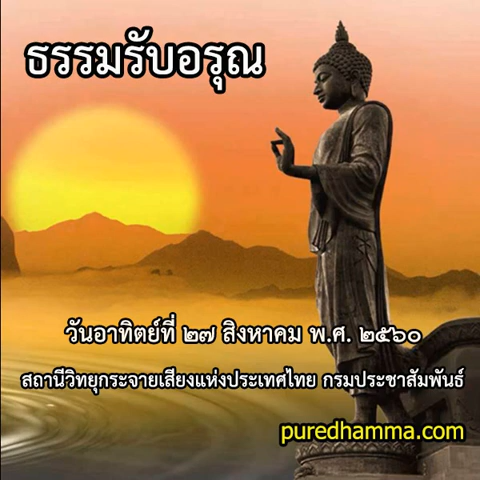 ธรรมรับอรุณ
วันอาทิตย์ที่ ๒๗ สิงหาคม พ.ศ. ๒๕๖๐
สถานีวิทยุกระจายเสียงแห่งประเทศไทย กรมประชาสัมพันธ์
puredhamma.com